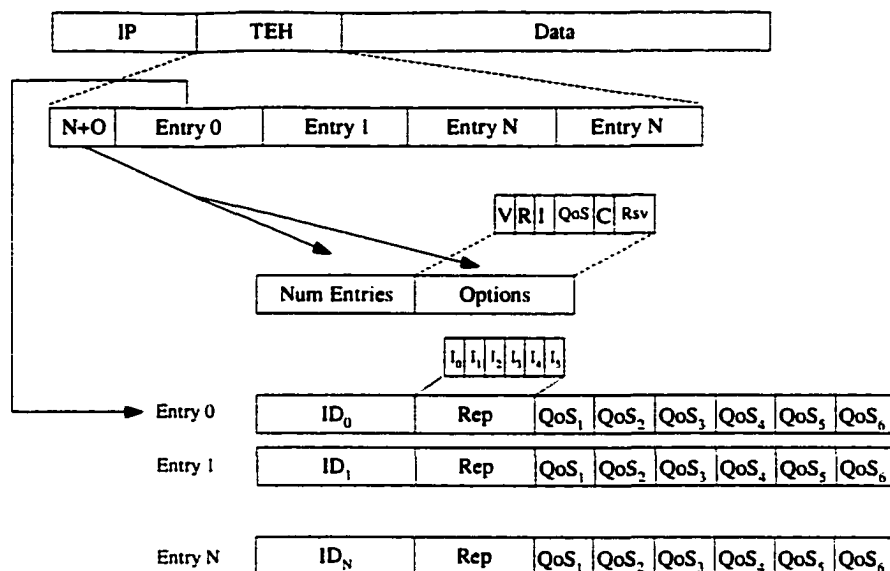 IP TEH Data
N+O Entry 0 Entry 1 Entry N Entry N
V R I QoS C Rsv
Num Entries Options
I₀ I₁ I₂ I₃ I₄ I₅
Entry 0 ID₀ Rep QoS₁ QoS₂ QoS₃ QoS₄ QoS₅ QoS₆
Entry 1 ID₁ Rep QoS₁ QoS₂ QoS₃ QoS₄ QoS₅ QoS₆
Entry N ID_N Rep QoS₁ QoS₂ QoS₃ QoS₄ QoS₅ QoS₆